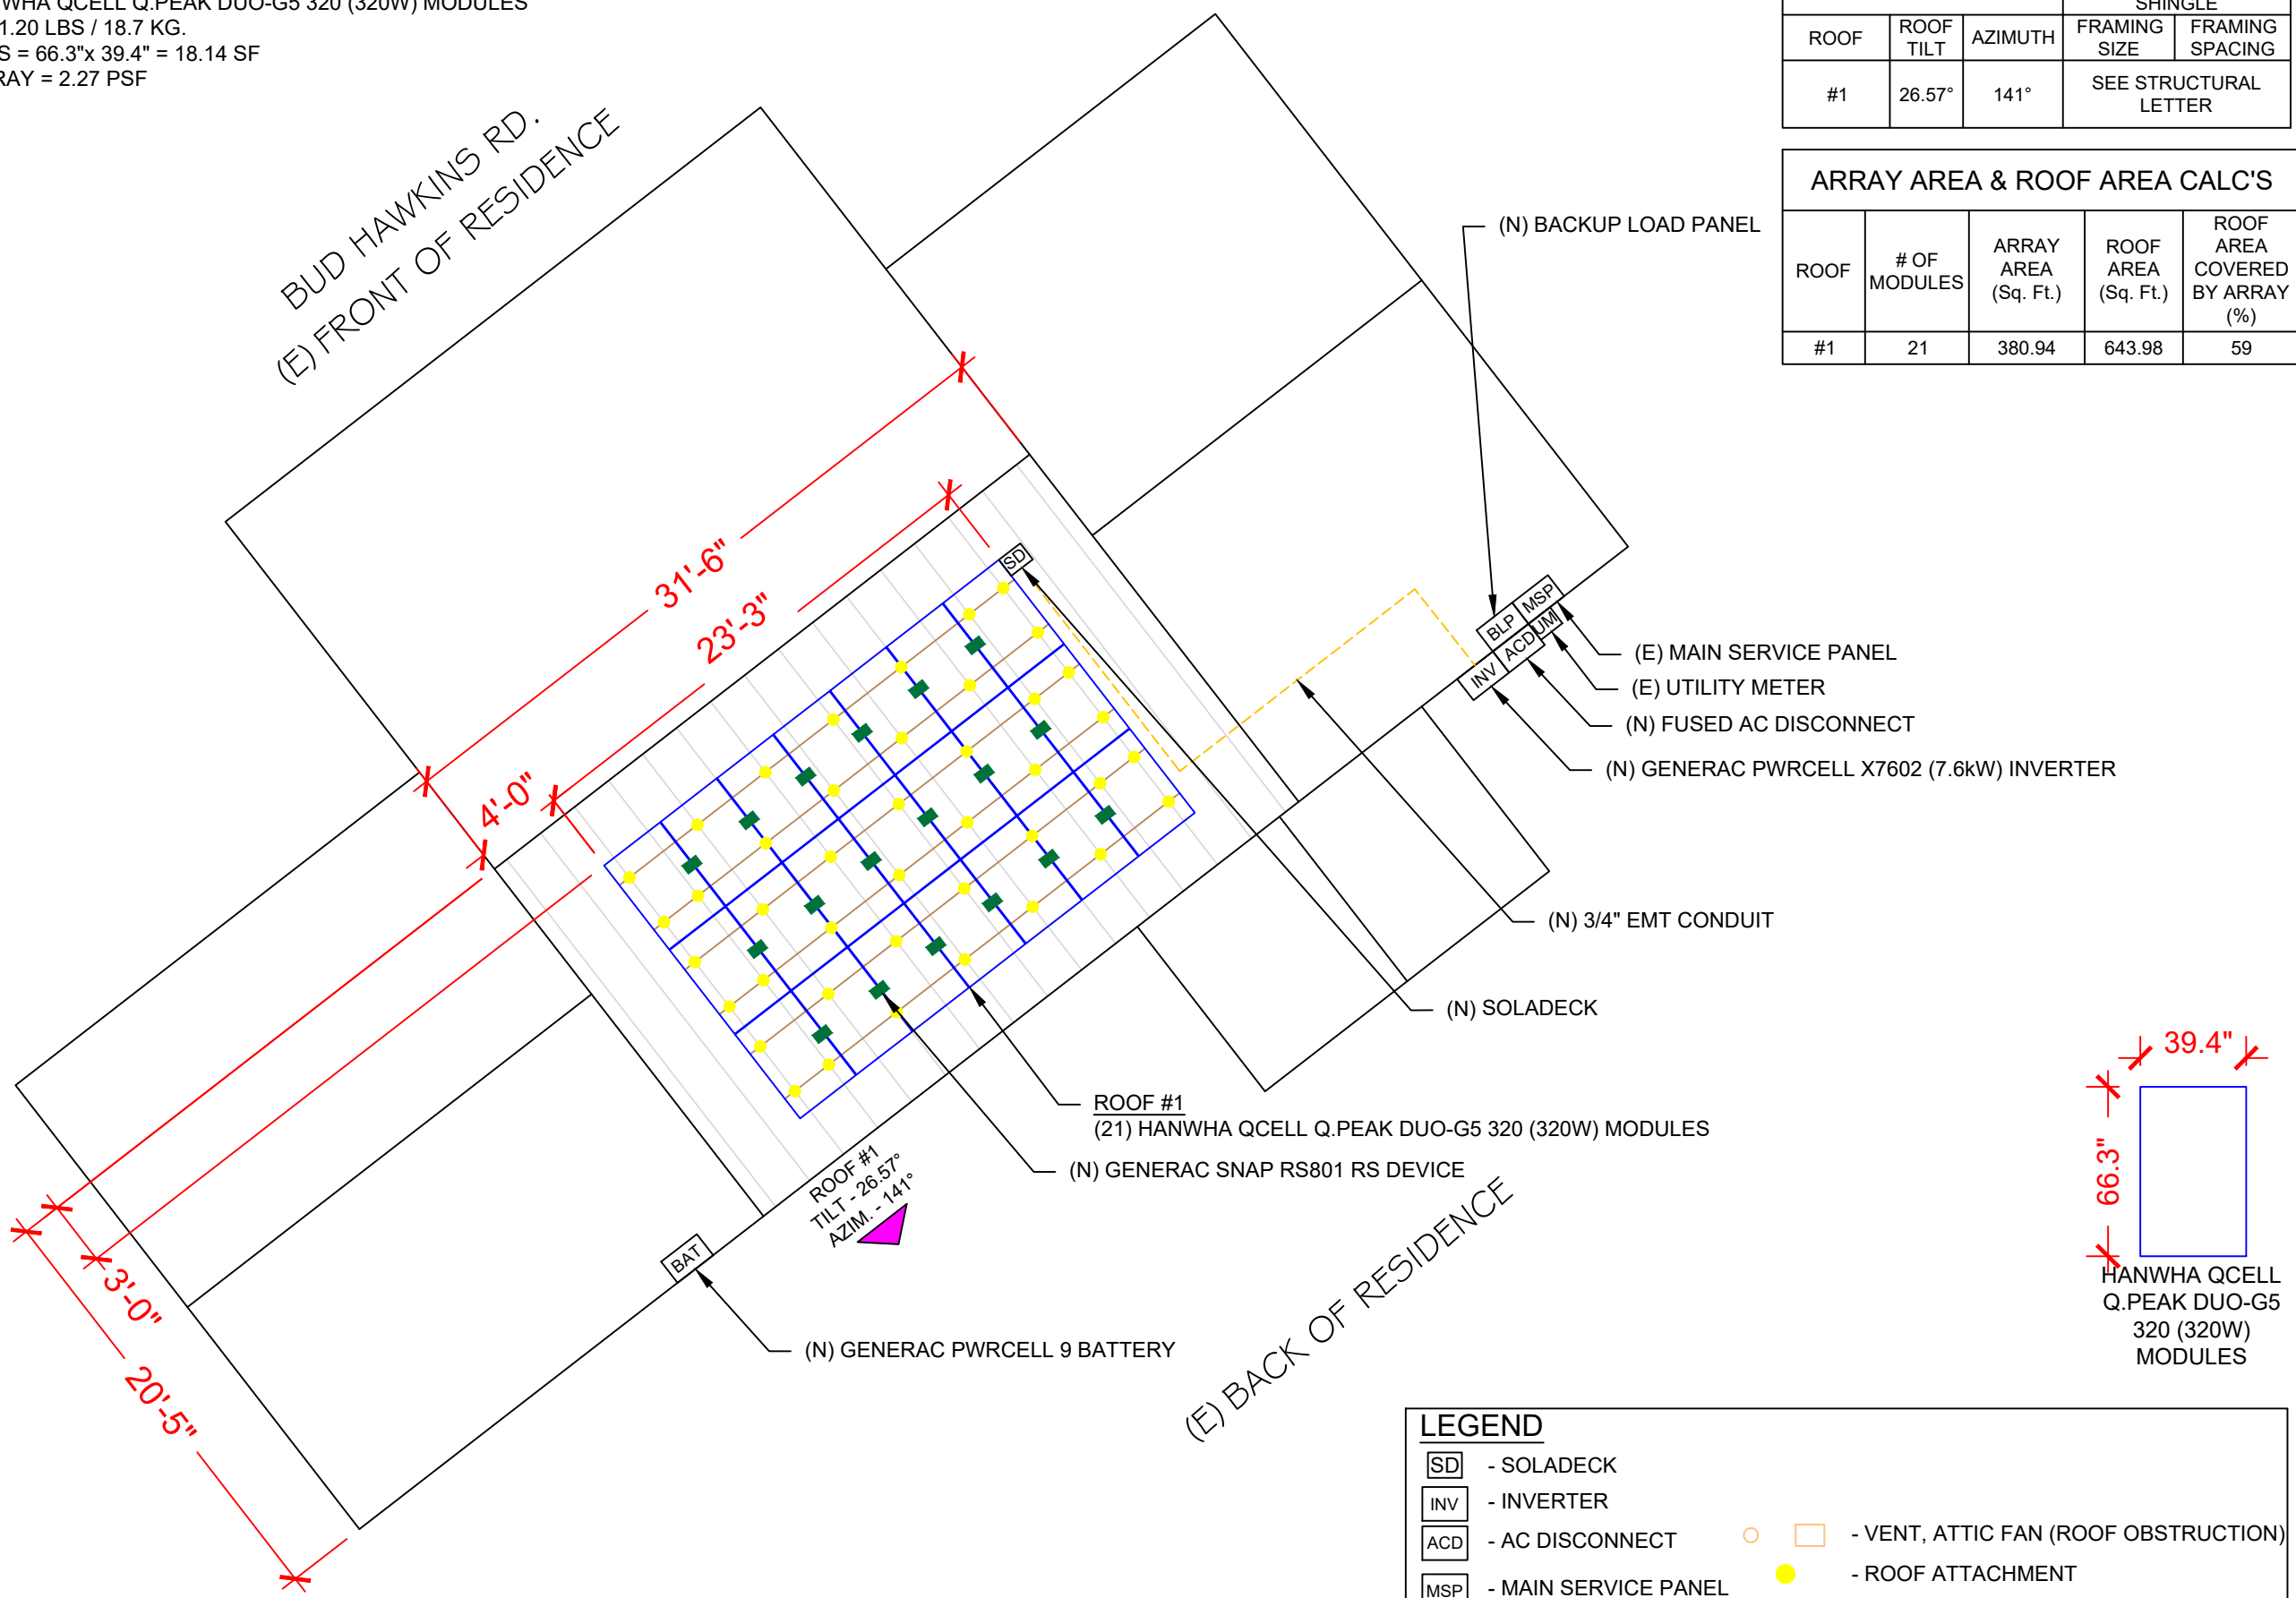 QCELL Q.PEAK DUO-G5 320 (320W) MODULES
LBS / 18.7 KG.
= 66.3"x 39.4" = 18.14 SF
= 2.27 PSF
SHINGLE
ROOF
ROOF TILT
AZIMUTH
FRAMING SIZE
FRAMING SPACING
#1
26.57°
141°
SEE STRUCTURAL
LETTER
ARRAY AREA & ROOF AREA CALC'S
ROOF
# OF MODULES
ARRAY AREA (Sq. Ft.)
ROOF AREA (Sq. Ft.)
ROOF AREA COVERED BY ARRAY (%)
#1
21
380.94
643.98
59
BUD HAWKINS RD.
(E) FRONT OF RESIDENCE
31'-6"
23'-3"
4'-0"
3'-0"
20'-5"
SD
BLP
MSP
INV
ACD
UM
BAT
(N) BACKUP LOAD PANEL
(E) MAIN SERVICE PANEL
(E) UTILITY METER
(N) FUSED AC DISCONNECT
(N) GENERAC PWRCELL X7602 (7.6kW) INVERTER
(N) 3/4" EMT CONDUIT
(N) SOLADECK
ROOF #1
(21) HANWHA QCELL Q.PEAK DUO-G5 320 (320W) MODULES
(N) GENERAC SNAP RS801 RS DEVICE
ROOF #1
TILT - 26.57°
AZIM. - 141°
(N) GENERAC PWRCELL 9 BATTERY
(E) BACK OF RESIDENCE
39.4"
66.3"
HANWHA QCELL
Q.PEAK DUO-G5
320 (320W)
MODULES
LEGEND
SD - SOLADECK
INV - INVERTER
ACD - AC DISCONNECT
MSP - MAIN SERVICE PANEL
- VENT, ATTIC FAN (ROOF OBSTRUCTION)
- ROOF ATTACHMENT